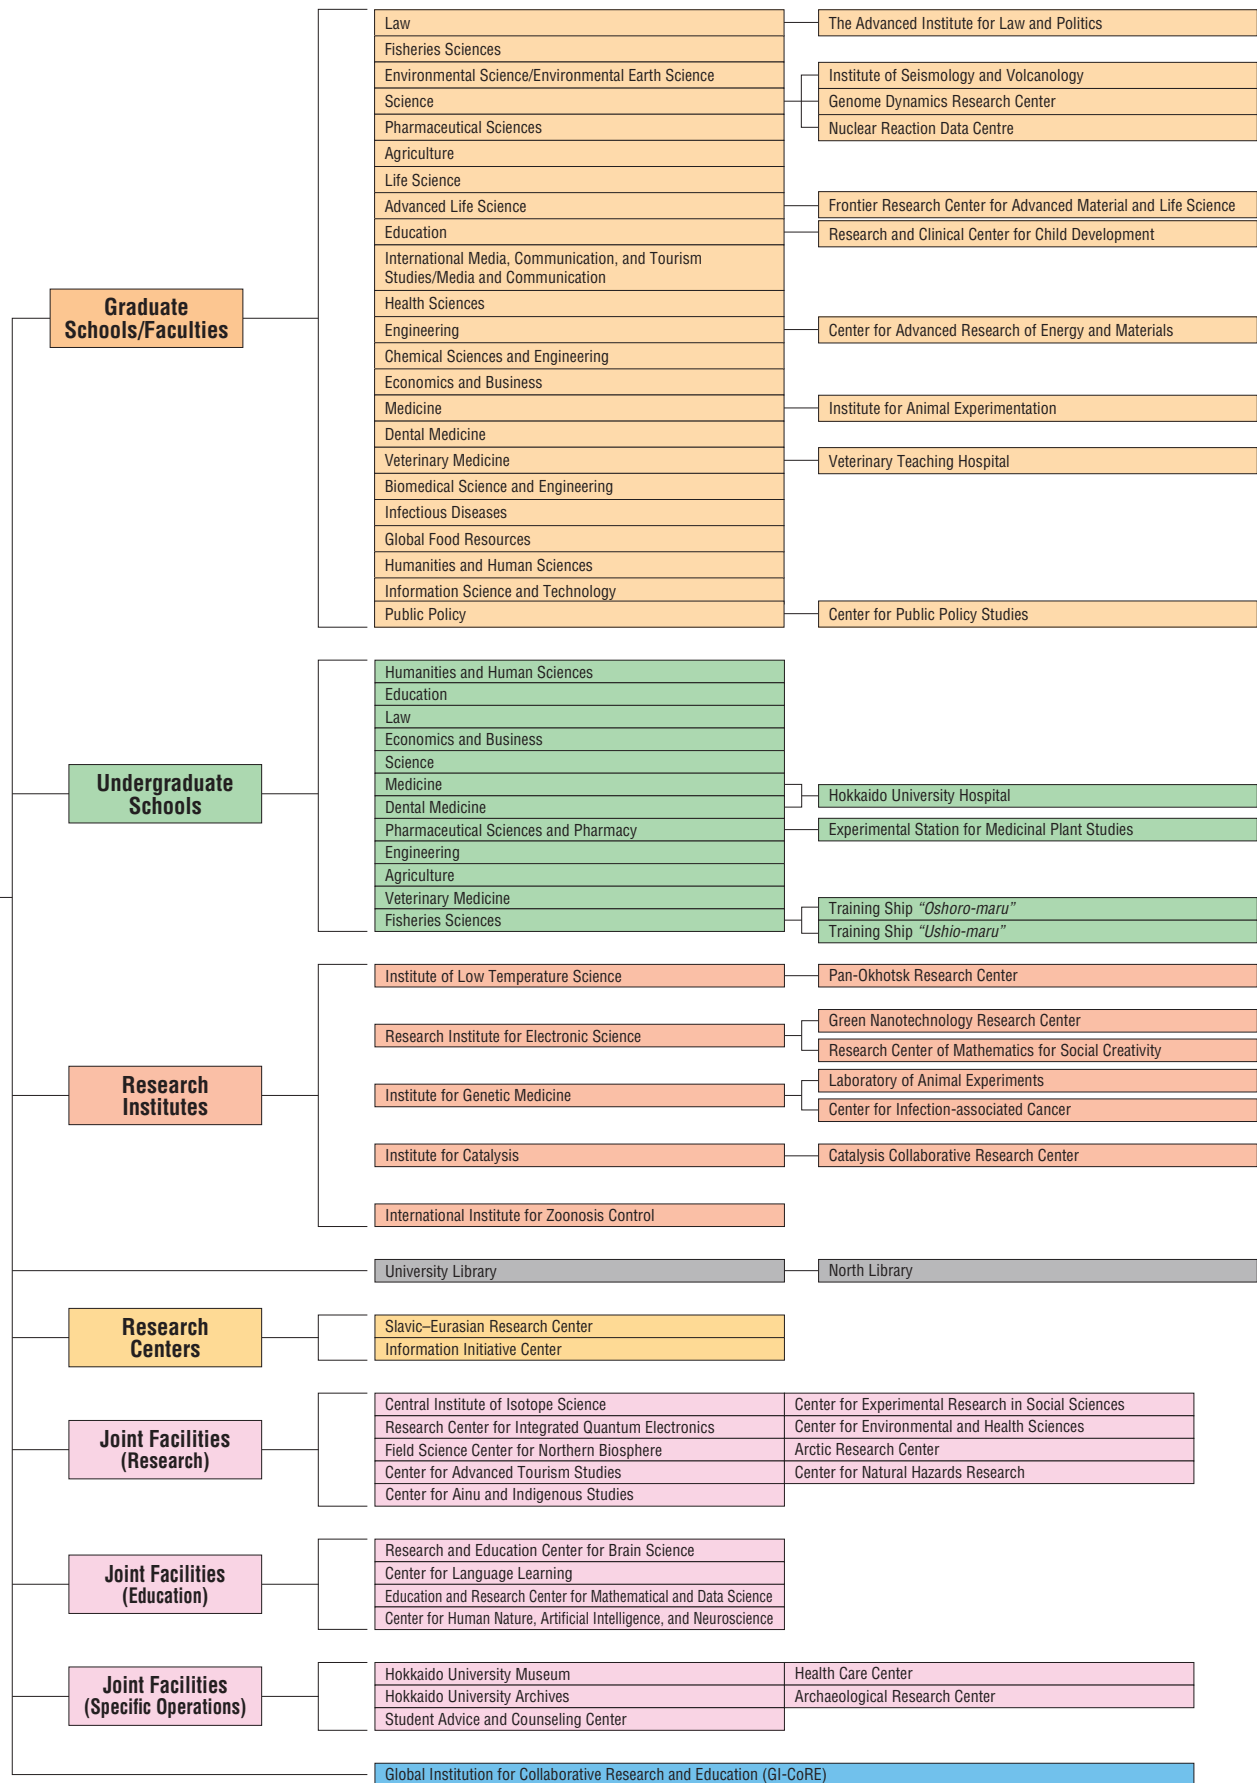 Graduate
Schools/Faculties
Law
The Advanced Institute for Law and Politics
Fisheries Sciences
Environmental Science/Environmental Earth Science
Institute of Seismology and Volcanology
Science
Genome Dynamics Research Center
Pharmaceutical Sciences
Nuclear Reaction Data Centre
Agriculture
Life Science
Advanced Life Science
Frontier Research Center for Advanced Material and Life Science
Education
Research and Clinical Center for Child Development
International Media, Communication, and Tourism
Studies/Media and Communication
Health Sciences
Engineering
Center for Advanced Research of Energy and Materials
Chemical Sciences and Engineering
Economics and Business
Medicine
Institute for Animal Experimentation
Dental Medicine
Veterinary Medicine
Veterinary Teaching Hospital
Biomedical Science and Engineering
Infectious Diseases
Global Food Resources
Humanities and Human Sciences
Information Science and Technology
Public Policy
Center for Public Policy Studies
Undergraduate
Schools
Humanities and Human Sciences
Education
Law
Economics and Business
Science
Medicine
Hokkaido University Hospital
Dental Medicine
Pharmaceutical Sciences and Pharmacy
Experimental Station for Medicinal Plant Studies
Engineering
Agriculture
Veterinary Medicine
Fisheries Sciences
Training Ship “Oshoro-maru”
Training Ship “Ushio-maru”
Research
Institutes
Institute of Low Temperature Science
Pan-Okhotsk Research Center
Research Institute for Electronic Science
Green Nanotechnology Research Center
Research Center of Mathematics for Social Creativity
Institute for Genetic Medicine
Laboratory of Animal Experiments
Center for Infection-associated Cancer
Institute for Catalysis
Catalysis Collaborative Research Center
International Institute for Zoonosis Control
University Library
North Library
Research
Centers
Slavic–Eurasian Research Center
Information Initiative Center
Joint Facilities
(Research)
Central Institute of Isotope Science
Center for Experimental Research in Social Sciences
Research Center for Integrated Quantum Electronics
Center for Environmental and Health Sciences
Field Science Center for Northern Biosphere
Arctic Research Center
Center for Advanced Tourism Studies
Center for Natural Hazards Research
Center for Ainu and Indigenous Studies
Joint Facilities
(Education)
Research and Education Center for Brain Science
Center for Language Learning
Education and Research Center for Mathematical and Data Science
Center for Human Nature, Artificial Intelligence, and Neuroscience
Joint Facilities
(Specific Operations)
Hokkaido University Museum
Health Care Center
Hokkaido University Archives
Archaeological Research Center
Student Advice and Counseling Center
Global Institution for Collaborative Research and Education (GI-CoRE)